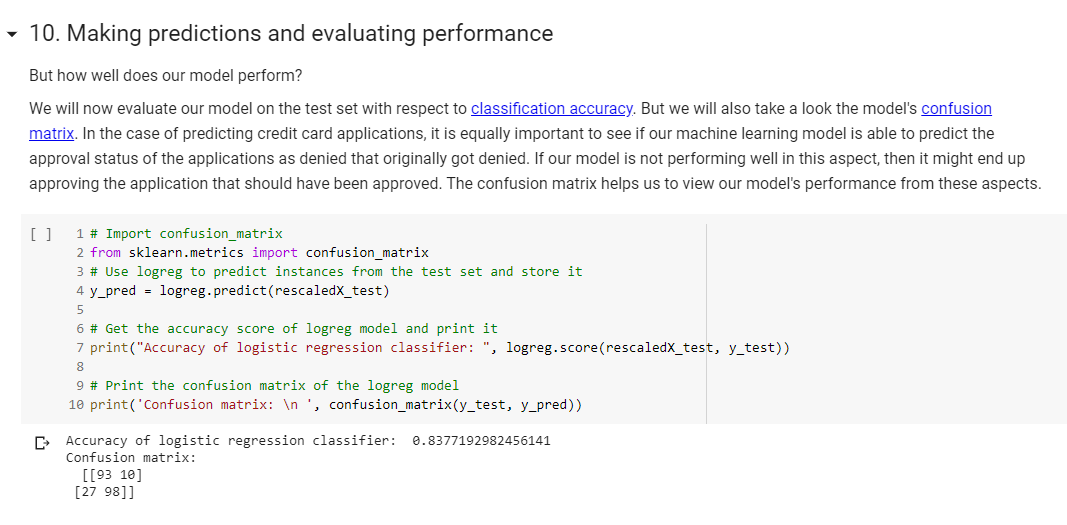 10. Making predictions and evaluating performance
But how well does our model perform?
We will now evaluate our model on the test set with respect to classification accuracy. But we will also take a look the model's confusion
matrix. In the case of predicting credit card applications, it is equally important to see if our machine learning model is able to predict the
approval status of the applications as denied that originally got denied. If our model is not performing well in this aspect, then it might end up
approving the application that should have been approved. The confusion matrix helps us to view our model's performance from these aspects.
[ ] 1 # Import confusion_matrix
2 from sklearn.metrics import confusion_matrix
3 # Use logreg to predict instances from the test set and store it
4 y_pred = logreg.predict(rescaledX_test)
5
6 # Get the accuracy score of logreg model and print it
7 print("Accuracy of logistic regression classifier: ", logreg.score(rescaledX_test, y_test))
8
9 # Print the confusion matrix of the logreg model
10 print('Confusion matrix: \n ', confusion_matrix(y_test, y_pred))
Accuracy of logistic regression classifier:  0.8377192982456141
Confusion matrix:
[[93 10]
[27 98]]